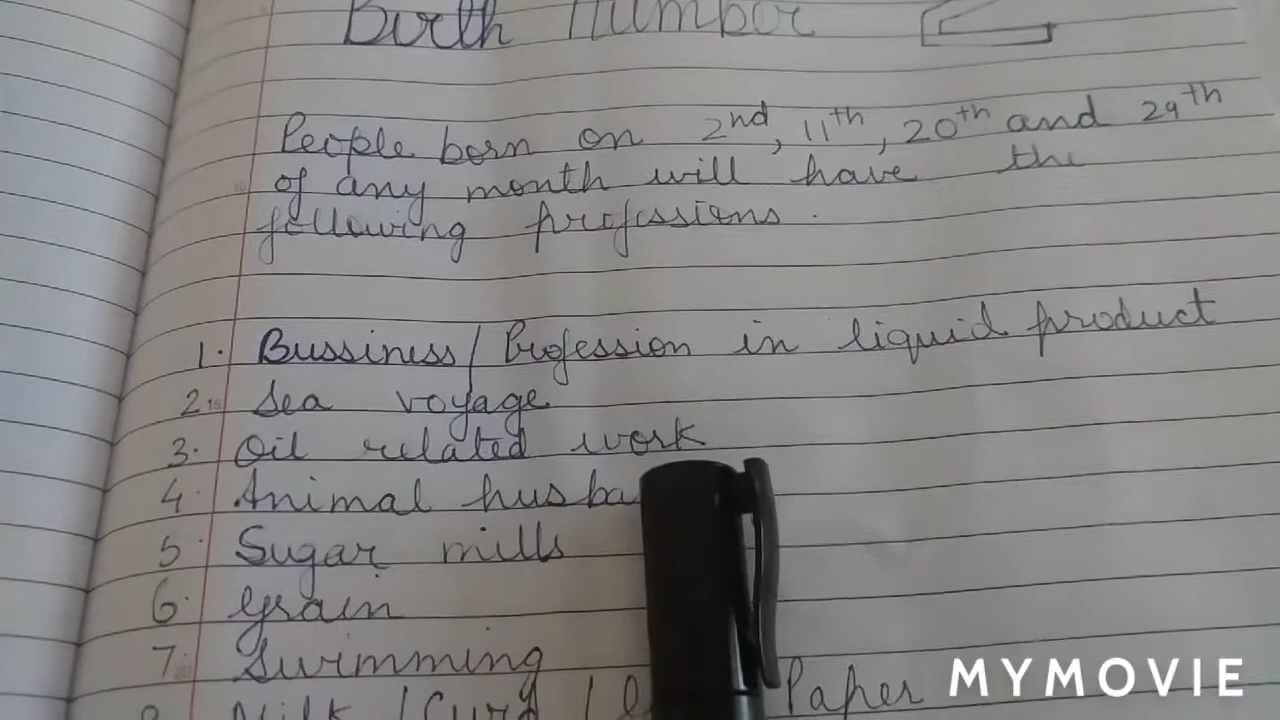 Birth Number
People born on 2nd, 11th, 20th and 29th
of any month will have the
following professions.
1. Bussiness/Profession in liquid product
2. Sea voyage
3. Oil related work
4. Animal husba
5. Sugar mills
6. Grain
7. Swimming
Milk / Curd / Paper
MYMOVIE